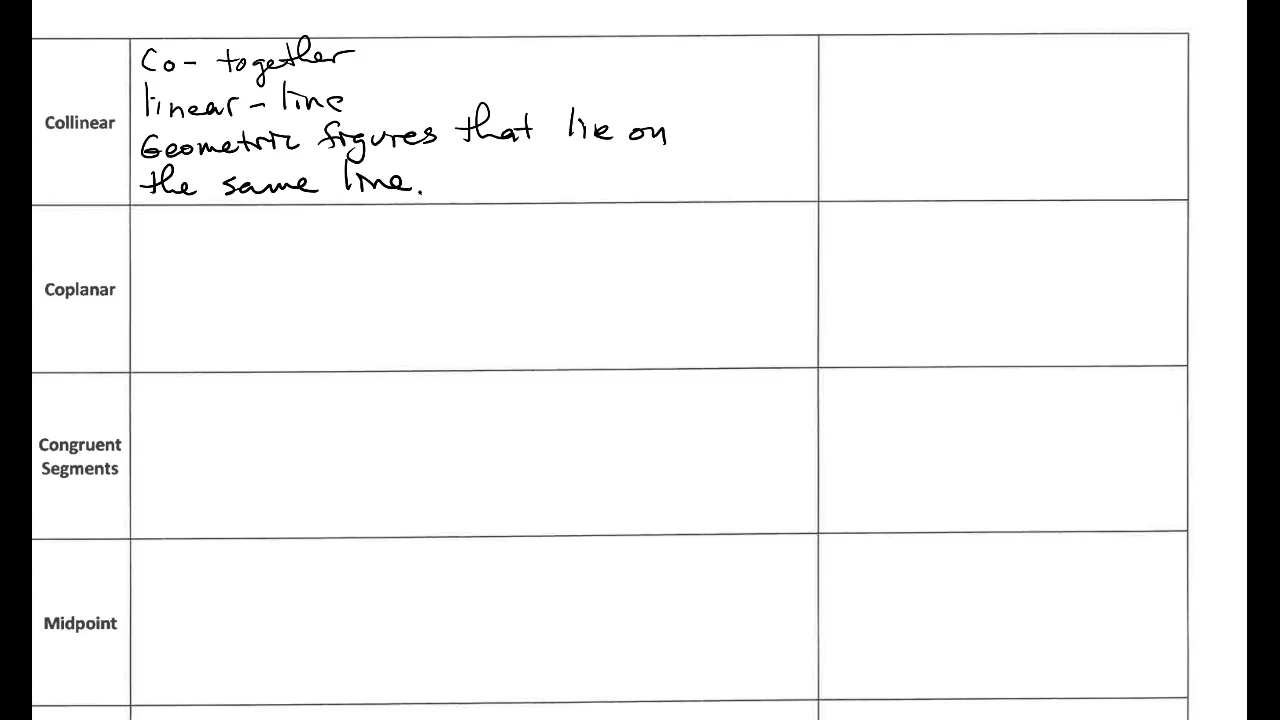 Collinear
Co- together
linear - line
Geometric figures that lie on
the same line.
Coplanar
Congruent
Segments
Midpoint